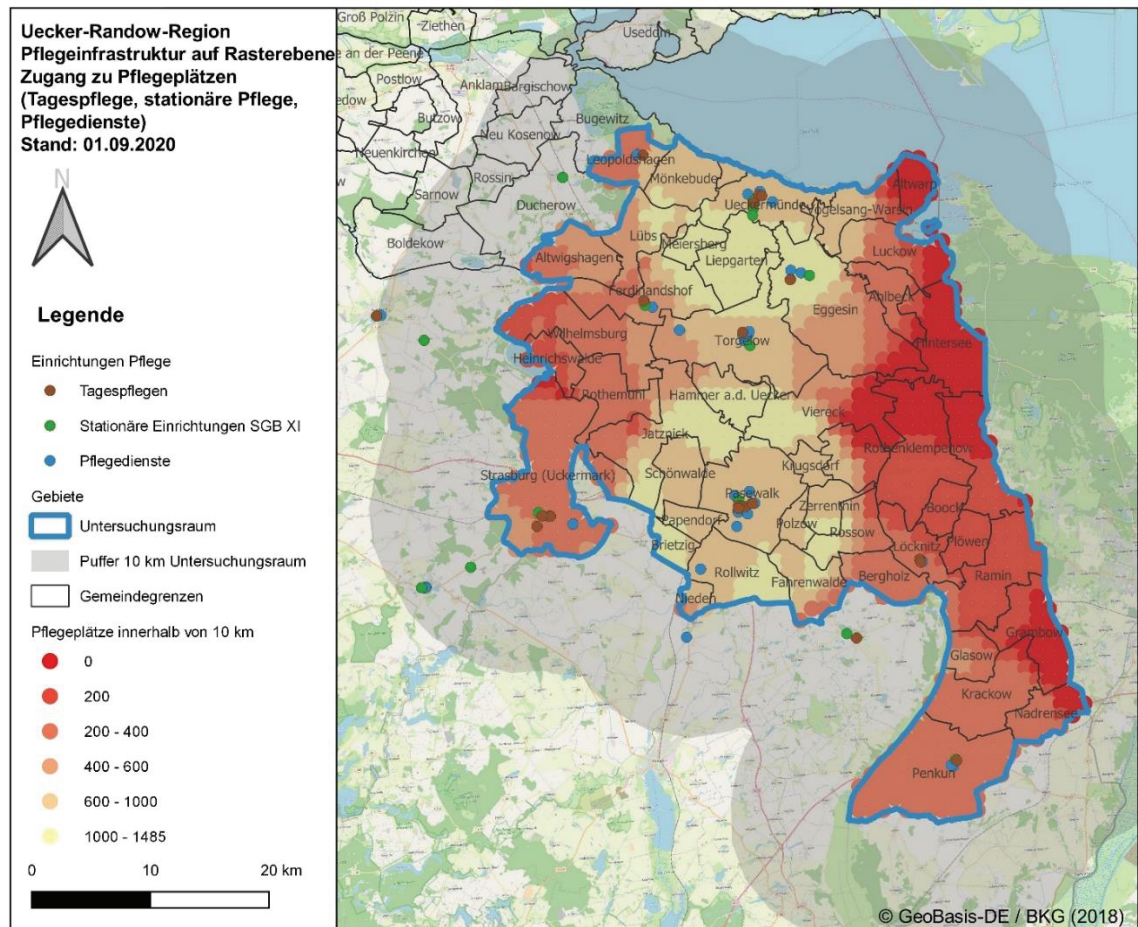 Uecker-Randow-Region
Pflegeinfrastruktur auf Rasterebene
Zugang zu Pflegeplätzen
(Tagespflege, stationäre Pflege,
Pflegedienste)
Stand: 01.09.2020
N
Legende
Einrichtungen Pflege
Tagespflegen
Stationäre Einrichtungen SGB XI
Pflegedienste
Gebiete
Untersuchungsraum
Puffer 10 km Untersuchungsraum
Gemeindegrenzen
Pflegeplätze innerhalb von 10 km
0
200
200 - 400
400 - 600
600 - 1000
1000 - 1485
0 10 20 km
Groß Polzin
Ziethen
Usedom
e an der Peene
Postlow
Anklam
Bargischow
Butzow
Bugewitz
Neu Kosenow
Neuenkirchen
Rossin
Leopoldshagen
Mönkebude
Altwarp
Sarnow
Ducherow
Ueckermünde
Vogelsang-Warsin
Boldekow
Lübs
Meiersberg
Liepgarten
Altwigshagen
Luckow
Ferdinandshof
Ahlbeck
Eggesin
Wilhelmsburg
Torgelow
Hintersee
Heinrichswalde
Rothemühl
Hammer a.d. Uecker
Viereck
Jatznick
Rothenklempenow
Strasburg (Uckermark)
Schönwalde
Krugsdorf
Pasewalk
Zerrenthin
Boock
Papendorf
Polzow
Rossow
Brietzig
Löcknitz
Plöwen
Rollwitz
Fahrenwalde
Bergholz
Ramin
Nieden
Grambow
Glasow
Krackow
Nadrensee
Penkun
© GeoBasis-DE / BKG (2018)